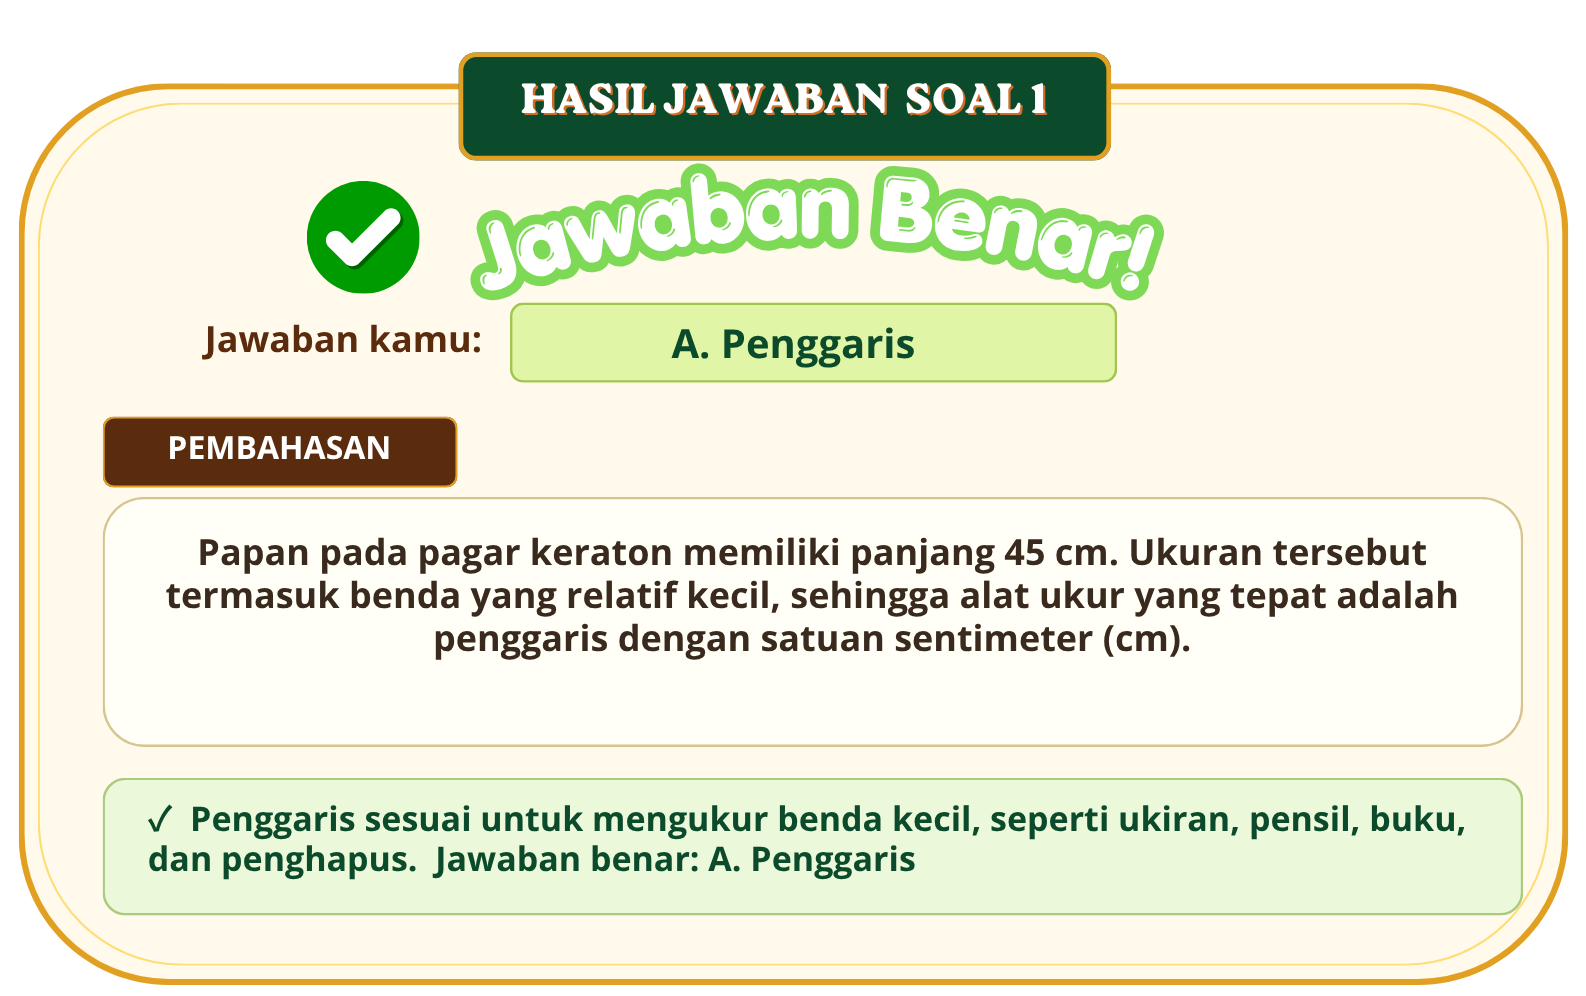 HASIL JAWABAN SOAL 1
Jawaban Benar!
Jawaban kamu:
A. Penggaris
PEMBAHASAN
Papan pada pagar keraton memiliki panjang 45 cm. Ukuran tersebut
termasuk benda yang relatif kecil, sehingga alat ukur yang tepat adalah
penggaris dengan satuan sentimeter (cm).
✓ Penggaris sesuai untuk mengukur benda kecil, seperti ukiran, pensil, buku,
dan penghapus. Jawaban benar: A. Penggaris